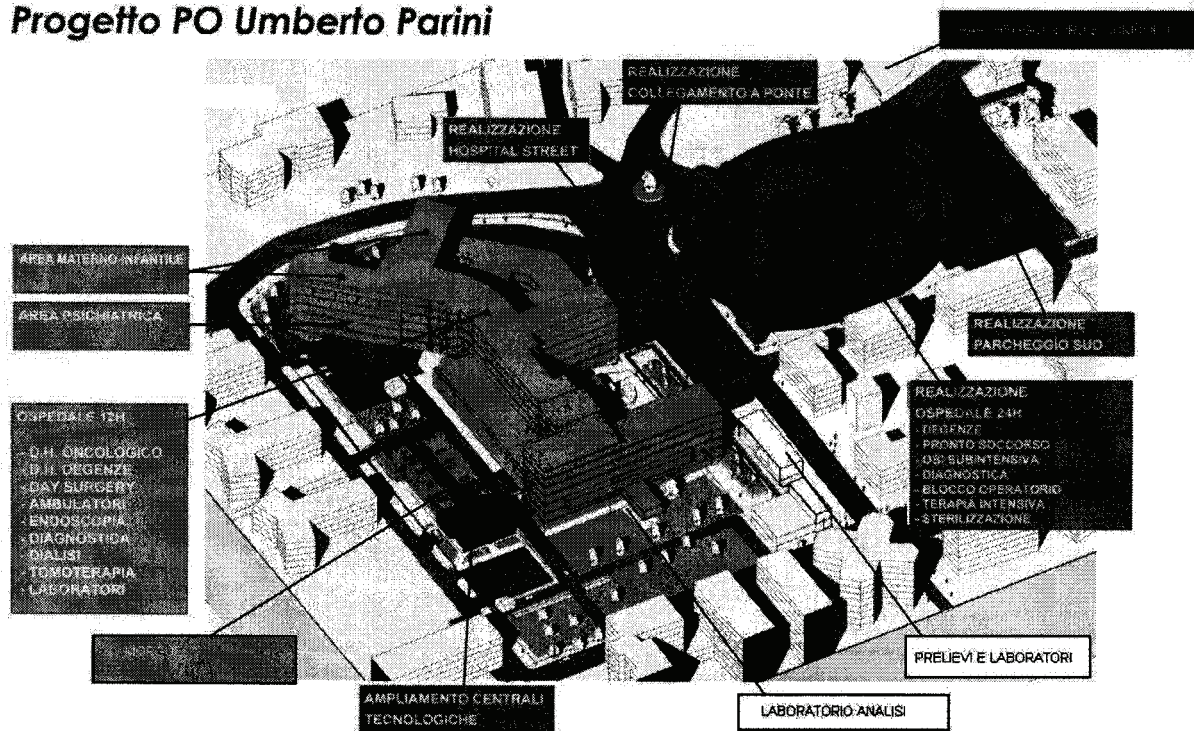 Progetto PO Umberto Parini
REALIZZAZIONE
COLLEGAMENTO A PONTE
REALIZZAZIONE
HOSPITAL STREET
AREA MATERNO INFANTILE
AREA PSICHIATRICA
REALIZZAZIONE
PARCHEGGIO SUD
OSPEDALE 12H
- D.H. ONCOLOGICO
- D.H. DEGENZE
- DAY SURGERY
- AMBULATORI
- ENDOSCOPIA
- DIAGNOSTICA
DIALISI
- TOMOTERAPIA
- LABORATORI
REALIZZAZIONE
OSPEDALE 24H
- DEGENZE
- PRONTO SOCCORSO
- OSI SUBINTENSIVA
- DIAGNOSTICA
- BLOCCO OPERATORIO
- TERAPIA INTENSIVA
- STERILIZZAZIONE
PRELIEVI E LABORATORI
AMPLIAMENTO CENTRALI
TECNOLOGICHE
LABORATORIO ANALISI